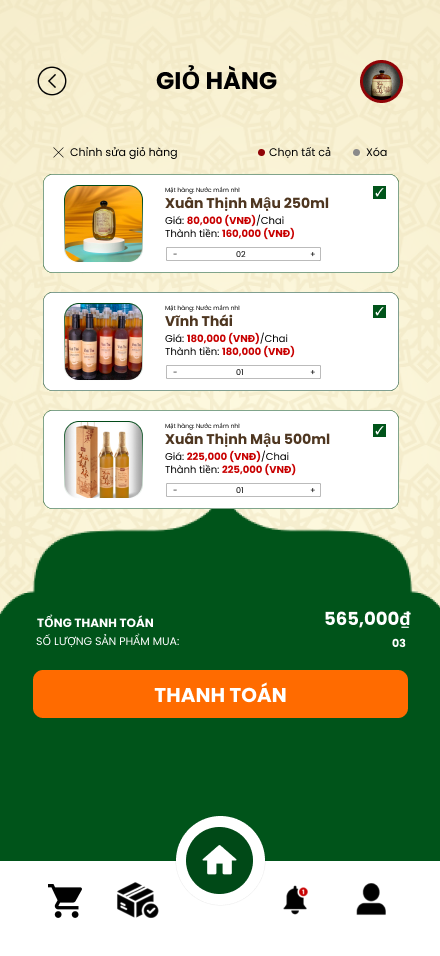 GIỎ HÀNG
Chỉnh sửa giỏ hàng
Chọn tất cả
Xóa
Mặt hàng: Nước mắm nhỉ
Xuân Thịnh Mậu 250ml
Giá: 80,000 (VNĐ)/Chai
Thành tiền: 160,000 (VNĐ)
- 02 +
Mặt hàng: Nước mắm nhỉ
Vĩnh Thái
Giá: 180,000 (VNĐ)/Chai
Thành tiền: 180,000 (VNĐ)
- 01 +
Mặt hàng: Nước mắm nhỉ
Xuân Thịnh Mậu 500ml
Giá: 225,000 (VNĐ)/Chai
Thành tiền: 225,000 (VNĐ)
- 01 +
TỔNG THANH TOÁN 565,000₫
SỐ LƯỢNG SẢN PHẨM MUA: 03
THANH TOÁN
1